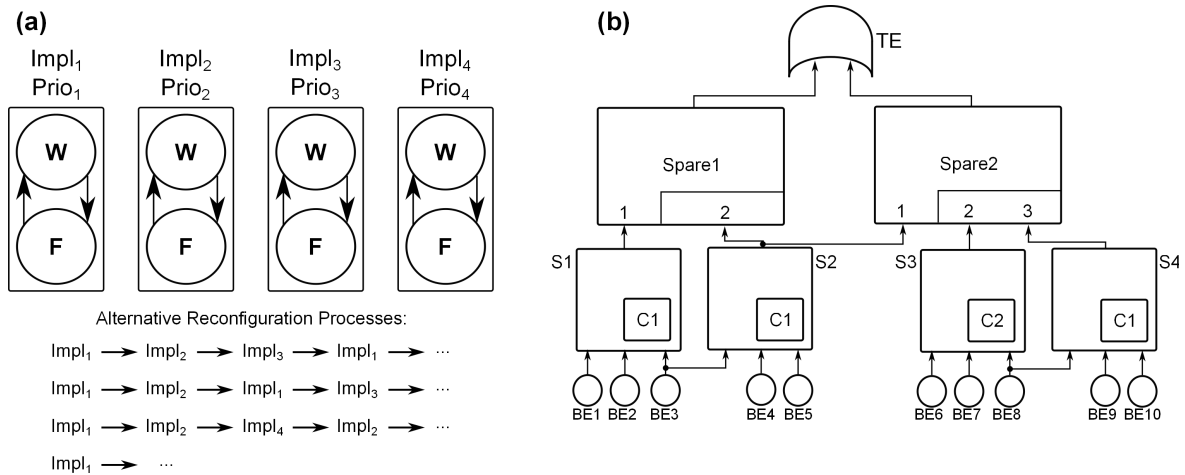 (a)
Impl₁ Impl₂ Impl₃ Impl₄
Prio₁ Prio₂ Prio₃ Prio₄
W W W W
F F F F
Alternative Reconfiguration Processes:
Impl₁ → Impl₂ → Impl₃ → Impl₁ → ...
Impl₁ → Impl₂ → Impl₁ → Impl₃ → ...
Impl₁ → Impl₂ → Impl₄ → Impl₂ → ...
Impl₁ → ...
(b)
TE
Spare1 Spare2
1 2 1 2 3
S1 S2 S3 S4
C1 C1 C2 C1
BE1 BE2 BE3 BE4 BE5 BE6 BE7 BE8 BE9 BE10